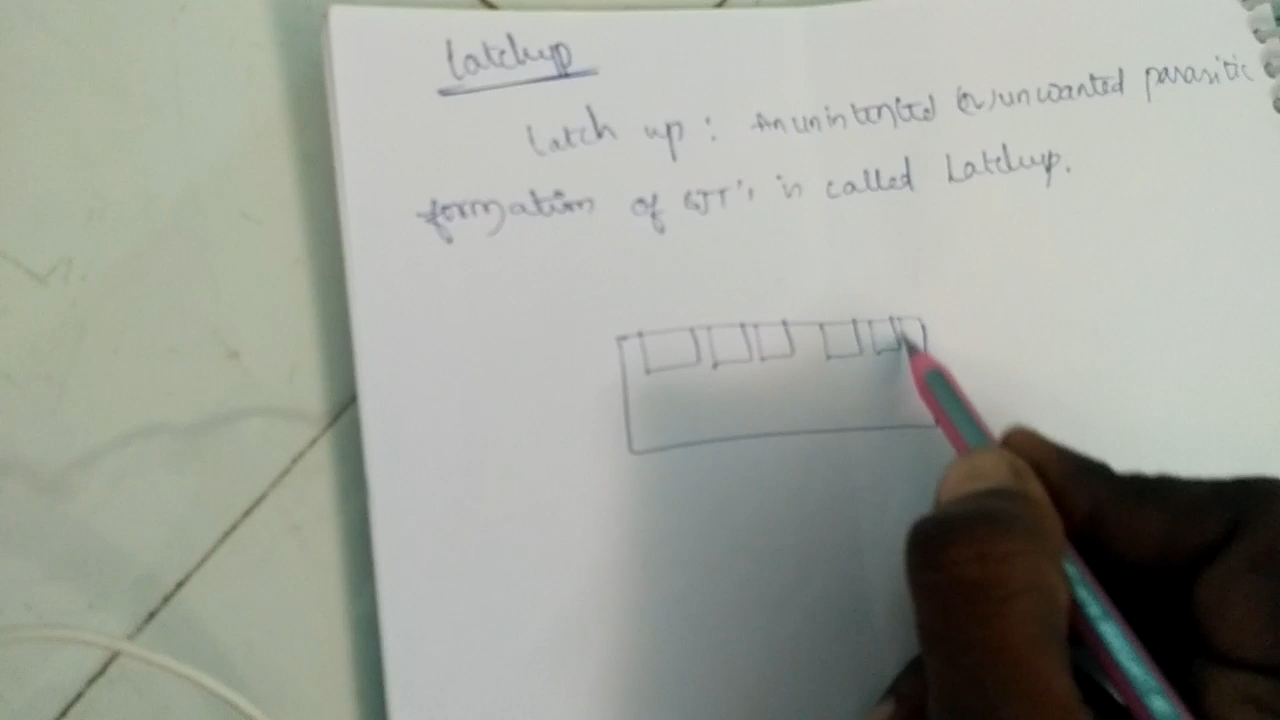 Latchup
Latch up: An unintented (or) unwanted parasitic
formation of BJT's is called Latchup.